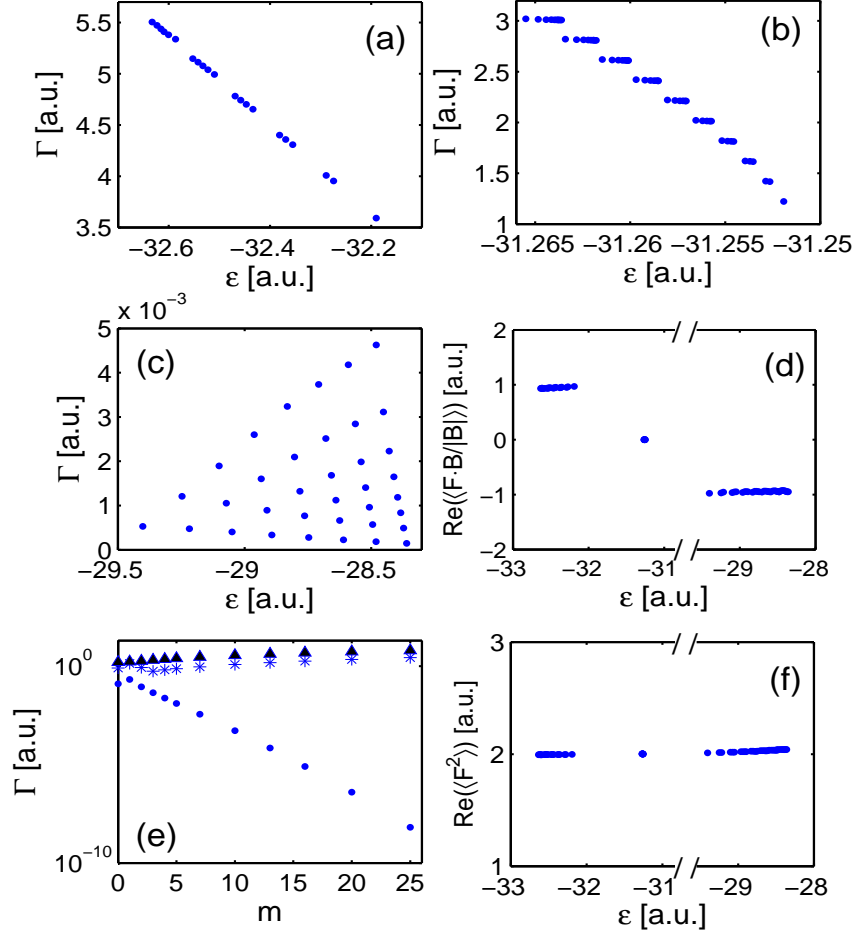 5.5
5
4.5
4
3.5
Γ [a.u.]
(a)
−32.6 −32.4 −32.2
ε [a.u.]
3
2.5
2
1.5
1
Γ [a.u.]
(b)
−31.265 −31.26 −31.255 −31.25
ε [a.u.]
x 10⁻³
5
4
3
2
1
0
Γ [a.u.]
(c)
−29.5 −29 −28.5
ε [a.u.]
2
1
0
−1
−2
Re(⟨F·B/|B|⟩) [a.u.]
(d)
−33 −32 −31 −29 −28
ε [a.u.]
10⁰
10⁻¹⁰
Γ [a.u.]
(e)
0 5 10 15 20 25
m
3
2
1
Re(⟨F²⟩) [a.u.]
(f)
−33 −32 −31 −29 −28
ε [a.u.]